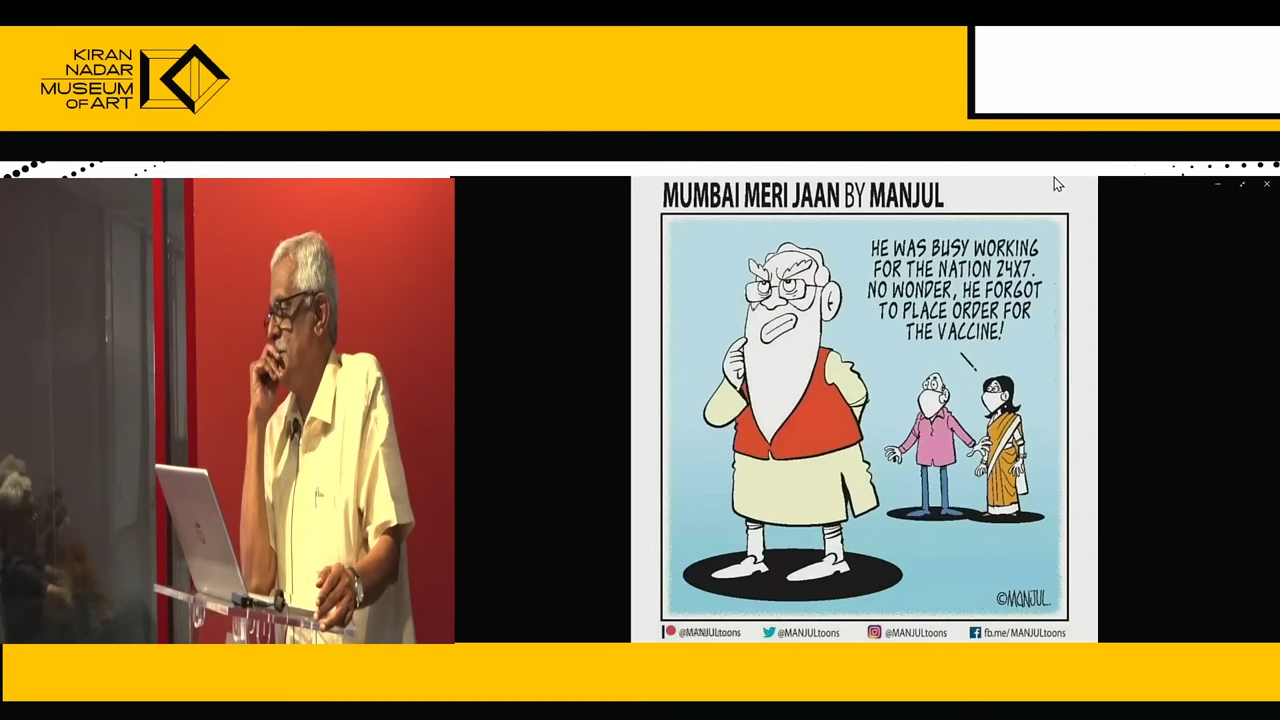 KIRAN
NADAR
MUSEUM
OF ART
MUMBAI MERI JAAN BY MANJUL
HE WAS BUSY WORKING
FOR THE NATION 24X7.
NO WONDER, HE FORGOT
TO PLACE ORDER FOR
THE VACCINE!
©MANJUL.
@MANJULtoons @MANJULtoons @MANJULtoons fb.me/MANJULtoons